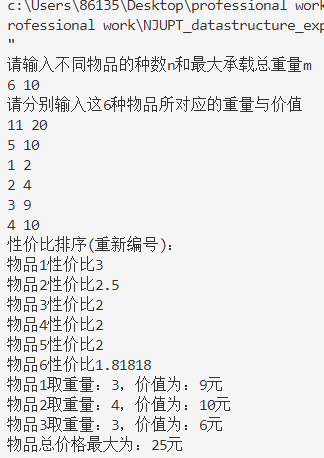 c:\Users\86135\Desktop\professional work
rofessional work\NJUPT_datastructure_exp
"
请输入不同物品的种数n和最大承载总重量m
6 10
请分别输入这6种物品所对应的重量与价值
11 20
5 10
1 2
2 4
3 9
4 10
性价比排序(重新编号):
物品1性价比3
物品2性价比2.5
物品3性价比2
物品4性价比2
物品5性价比2
物品6性价比1.81818
物品1取重量: 3, 价值为: 9元
物品2取重量: 4, 价值为: 10元
物品3取重量: 3, 价值为: 6元
物品总价格最大为: 25元